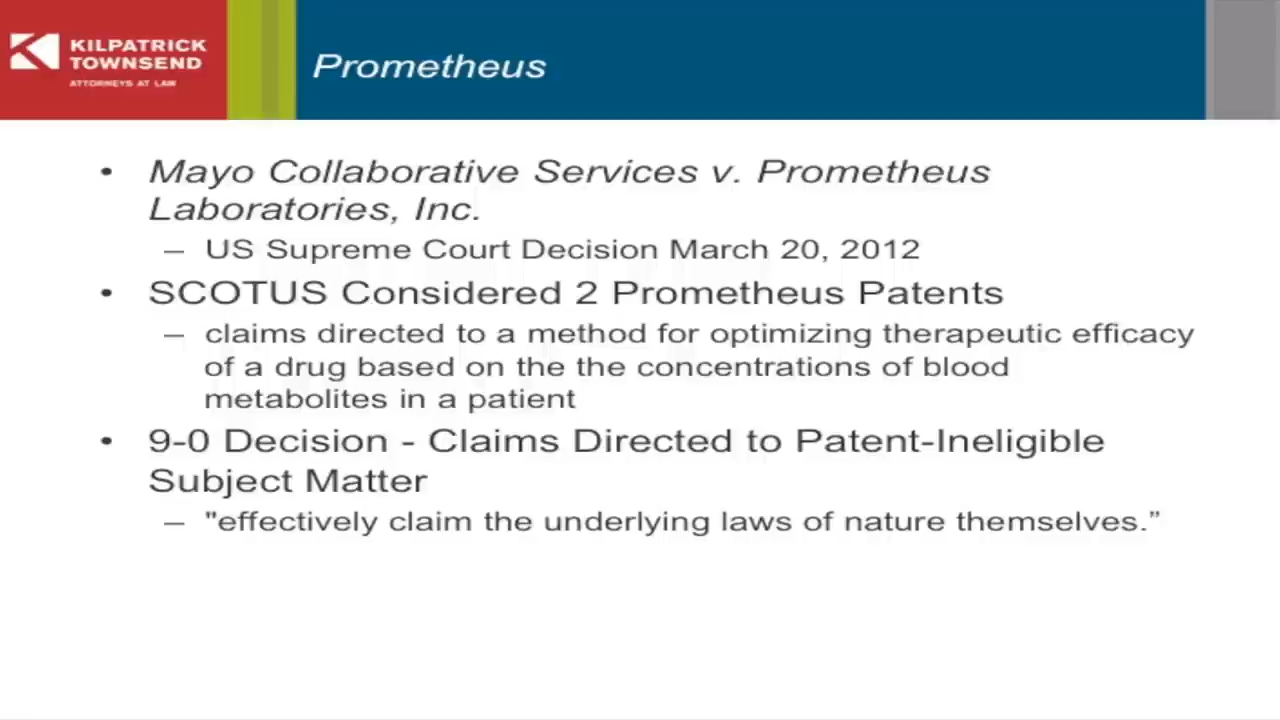 KILPATRICK
TOWNSEND
ATTORNEYS AT LAW
Prometheus
• Mayo Collaborative Services v. Prometheus
Laboratories, Inc.
– US Supreme Court Decision March 20, 2012
• SCOTUS Considered 2 Prometheus Patents
– claims directed to a method for optimizing therapeutic efficacy
of a drug based on the the concentrations of blood
metabolites in a patient
• 9-0 Decision - Claims Directed to Patent-Ineligible
Subject Matter
– "effectively claim the underlying laws of nature themselves.”